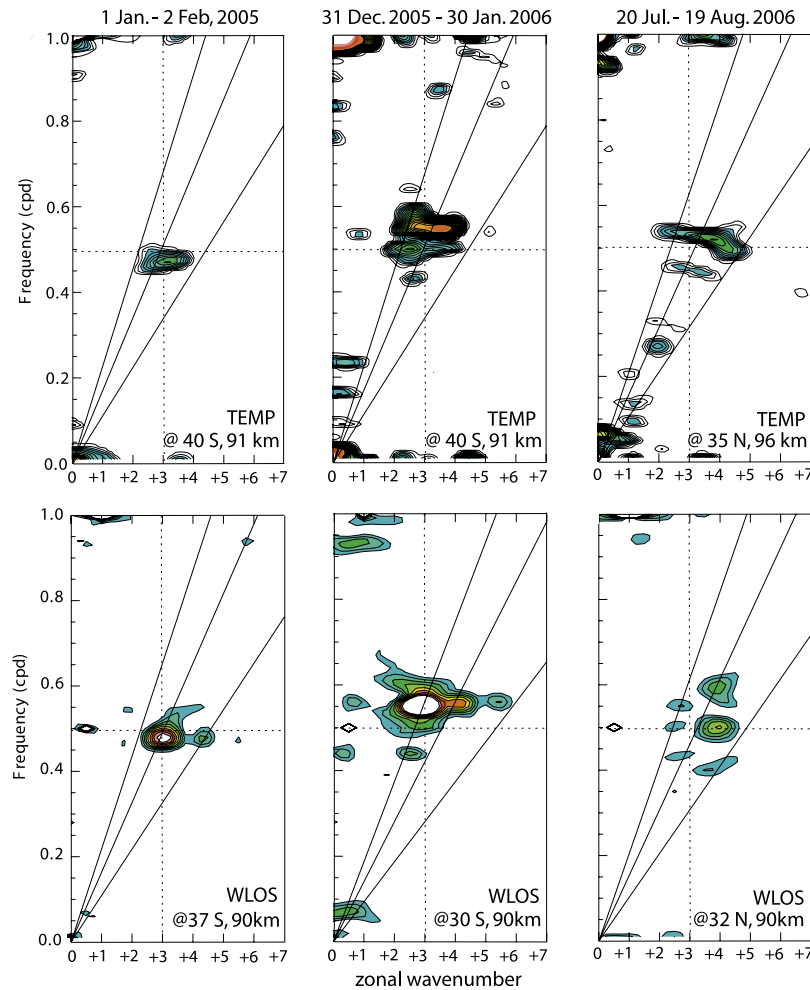 1 Jan.- 2 Feb, 2005
31 Dec. 2005 - 30 Jan. 2006
20 Jul.- 19 Aug. 2006
Frequency (cpd)
1.0
0.8
0.6
0.4
0.2
0.0
TEMP
@ 40 S, 91 km
TEMP
@ 40 S, 91 km
TEMP
@ 35 N, 96 km
0 +1 +2 +3 +4 +5 +6 +7
0 +1 +2 +3 +4 +5 +6 +7
0 +1 +2 +3 +4 +5 +6 +7
Frequency (cpd)
1.0
0.8
0.6
0.4
0.2
0.0
WLOS
@37 S, 90km
WLOS
@30 S, 90km
WLOS
@32 N, 90km
0 +1 +2 +3 +4 +5 +6 +7
0 +1 +2 +3 +4 +5 +6 +7
0 +1 +2 +3 +4 +5 +6 +7
zonal wavenumber